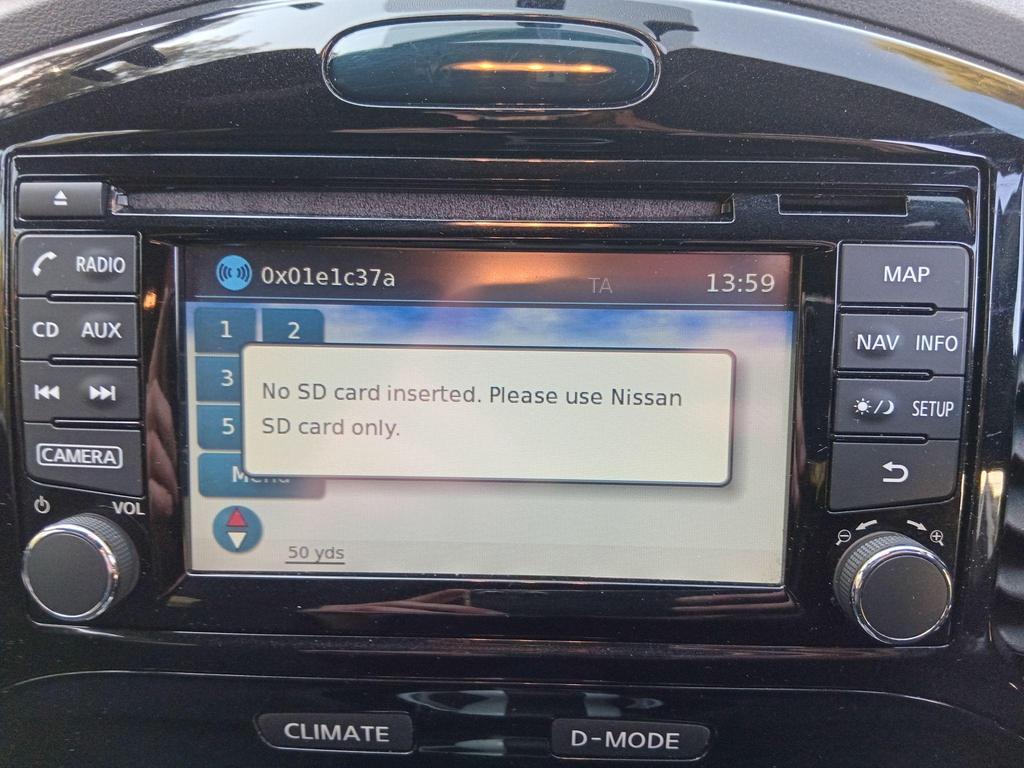 RADIO
CD AUX
CAMERA
VOL
0x01e1c37a TA 13:59
1 2
3
5
No SD card inserted. Please use Nissan
SD card only.
Menu
50 yds
MAP
NAV INFO
SETUP
CLIMATE
D-MODE